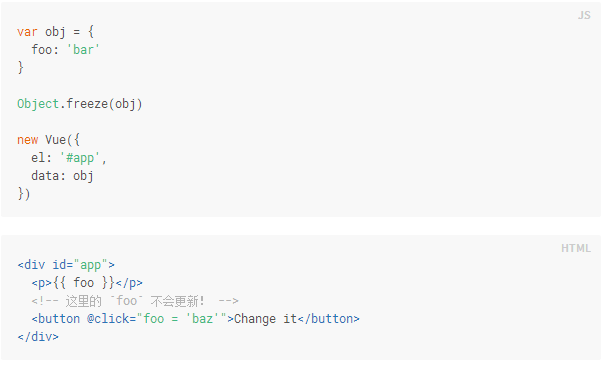 JS
var obj = {
  foo: 'bar'
}
Object.freeze(obj)
new Vue({
  el: '#app',
  data: obj
})
HTML
<div id="app">
  <p>{{ foo }}</p>
  <!-- 这里的 `foo` 不会更新！ -->
  <button @click="foo = 'baz'">Change it</button>
</div>